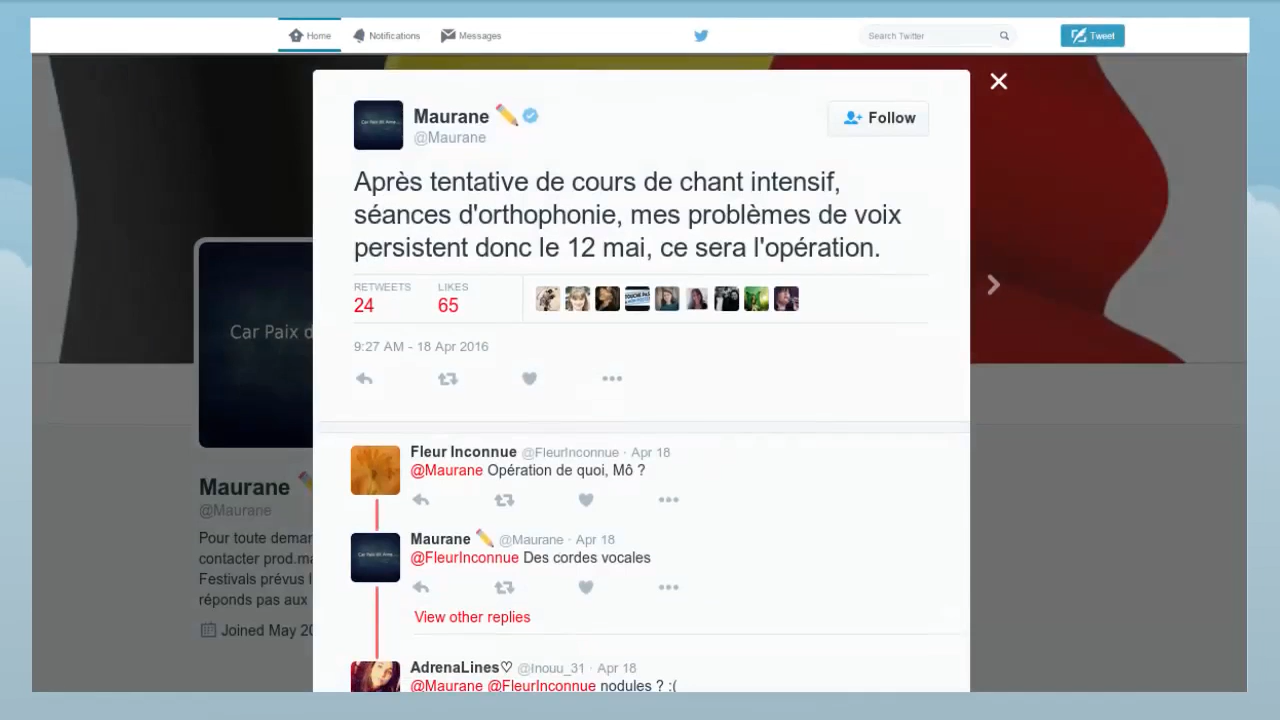 Home
Notifications
Messages
Search Twitter
Tweet
Maurane ✏️
@Maurane
Follow
Après tentative de cours de chant intensif,
séances d'orthophonie, mes problèmes de voix
persistent donc le 12 mai, ce sera l'opération.
RETWEETS
24
LIKES
65
9:27 AM - 18 Apr 2016
Fleur Inconnue @FleurInconnue · Apr 18
@Maurane Opération de quoi, Mô ?
Maurane ✏️ @Maurane · Apr 18
@FleurInconnue Des cordes vocales
View other replies
AdrenaLines♡ @Inouu_31 · Apr 18
@Maurane @FleurInconnue nodules ? :(
Car Paix d
Maurane
@Maurane
Pour toute deman
contacter prod.ma
Festivals prévus l
réponds pas aux
Joined May 20